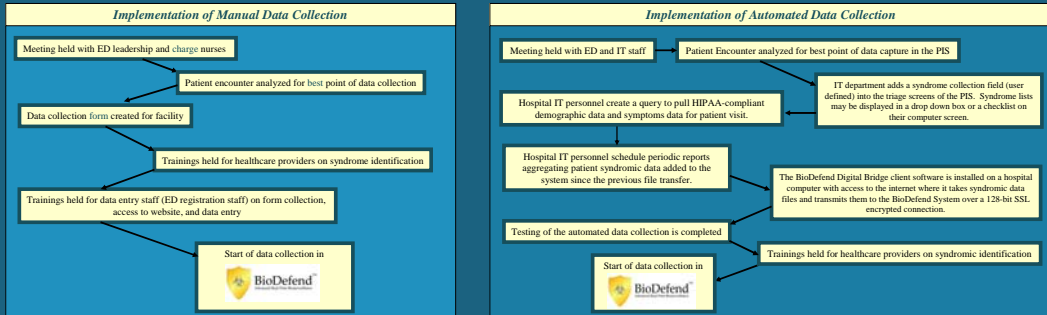 Implementation of Manual Data Collection
Meeting held with ED leadership and charge nurses
Patient encounter analyzed for best point of data collection
Data collection form created for facility
Trainings held for healthcare providers on syndrome identification
Trainings held for data entry staff (ED registration staff) on form collection,
access to website, and data entry
Start of data collection in
BioDefend™
Implementation of Automated Data Collection
Meeting held with ED and IT staff
Patient Encounter analyzed for best point of data capture in the PIS
IT department adds a syndrome collection field (user
defined) into the triage screens of the PIS. Syndrome lists
may be displayed in a drop down box or a checklist on
their computer screen.
Hospital IT personnel create a query to pull HIPAA-compliant
demographic data and symptoms data for patient visit.
Hospital IT personnel schedule periodic reports
aggregating patient syndromic data added to the
system since the previous file transfer.
The BioDefend Digital Bridge client software is installed on a hospital
computer with access to the internet where it takes syndromic data
files and transmits them to the BioDefend System over a 128-bit SSL
encrypted connection.
Testing of the automated data collection is completed
Trainings held for healthcare providers on syndromic identification
Start of data collection in
BioDefend™